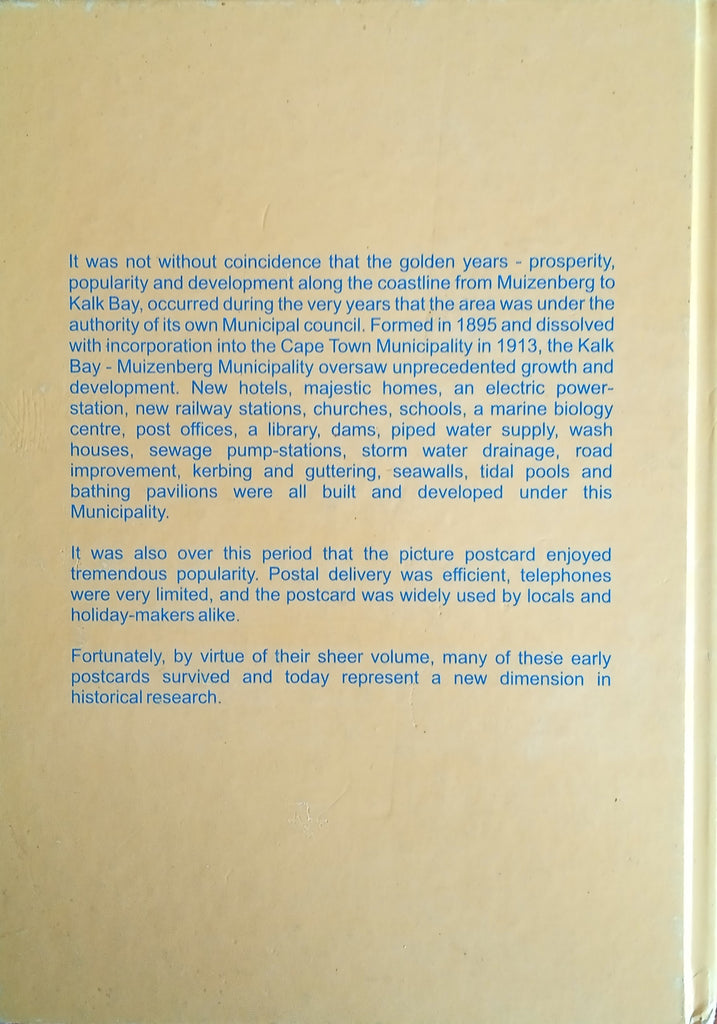 It was not without coincidence that the golden years - prosperity,
popularity and development along the coastline from Muizenberg to
Kalk Bay, occurred during the very years that the area was under the
authority of its own Municipal council. Formed in 1895 and dissolved
with incorporation into the Cape Town Municipality in 1913, the Kalk
Bay - Muizenberg Municipality oversaw unprecedented growth and
development. New hotels, majestic homes, an electric power-
station, new railway stations, churches, schools, a marine biology
centre, post offices, a library, dams, piped water supply, wash
houses, sewage pump-stations, storm water drainage, road
improvement, kerbing and guttering, seawalls, tidal pools and
bathing pavilions were all built and developed under this
Municipality.
It was also over this period that the picture postcard enjoyed
tremendous popularity. Postal delivery was efficient, telephones
were very limited, and the postcard was widely used by locals and
holiday-makers alike.
Fortunately, by virtue of their sheer volume, many of these early
postcards survived and today represent a new dimension in
historical research.